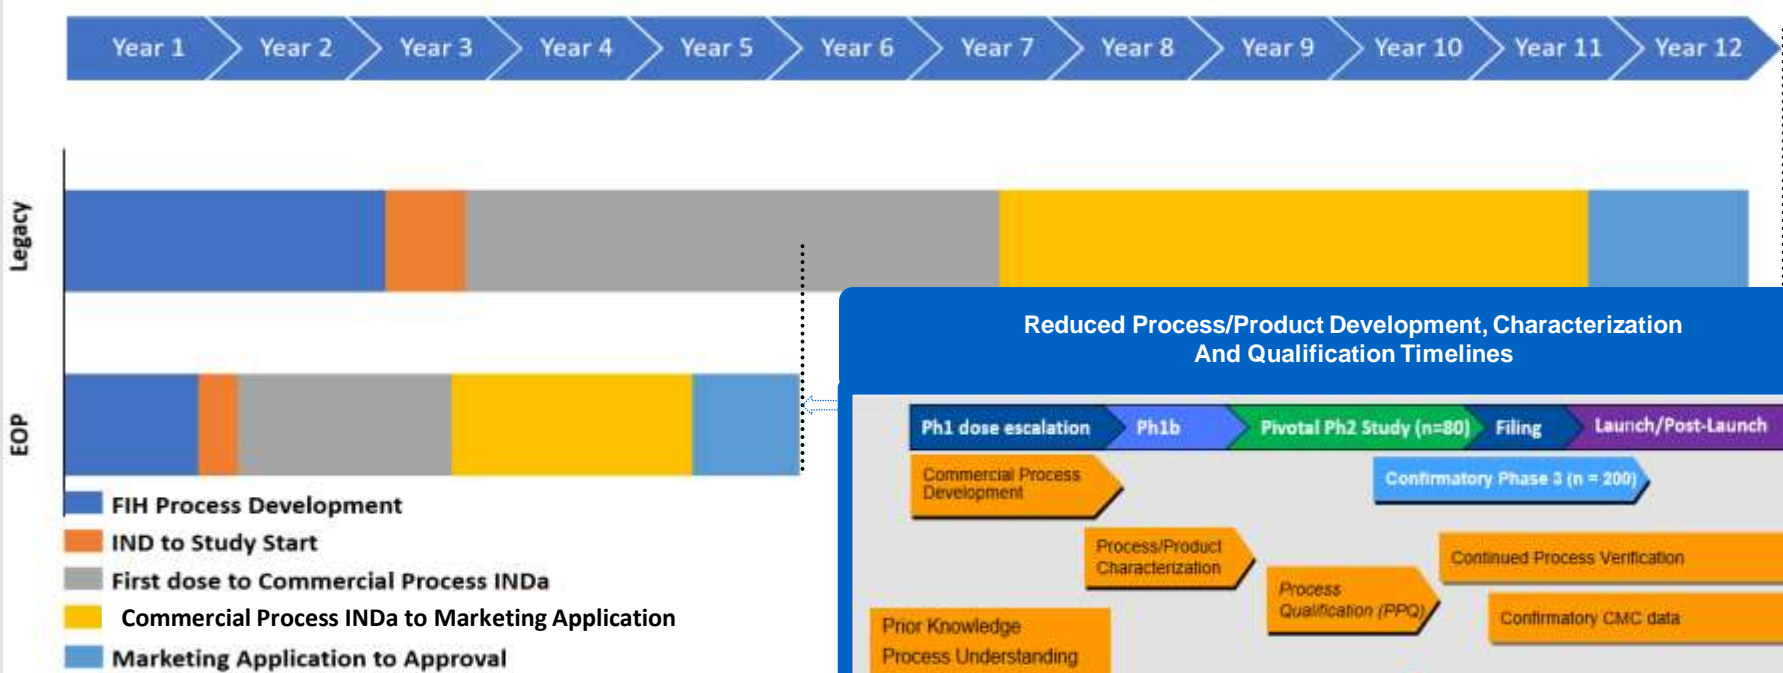 Year 1
Year 2
Year 3
Year 4
Year 5
Year 6
Year 7
Year 8
Year 9
Year 10
Year 11
Year 12
Legacy
EOP
FIH Process Development
IND to Study Start
First dose to Commercial Process INDa
Commercial Process INDa to Marketing Application
Marketing Application to Approval
Reduced Process/Product Development, Characterization
And Qualification Timelines
Ph1 dose escalation
Ph1b
Pivotal Ph2 Study (n=80)
Filing
Launch/Post-Launch
Commercial Process
Development
Confirmatory Phase 3 (n = 200)
Process/Product
Characterization
Continued Process Verification
Process
Qualification (PPQ)
Confirmatory CMC data
Prior Knowledge
Process Understanding